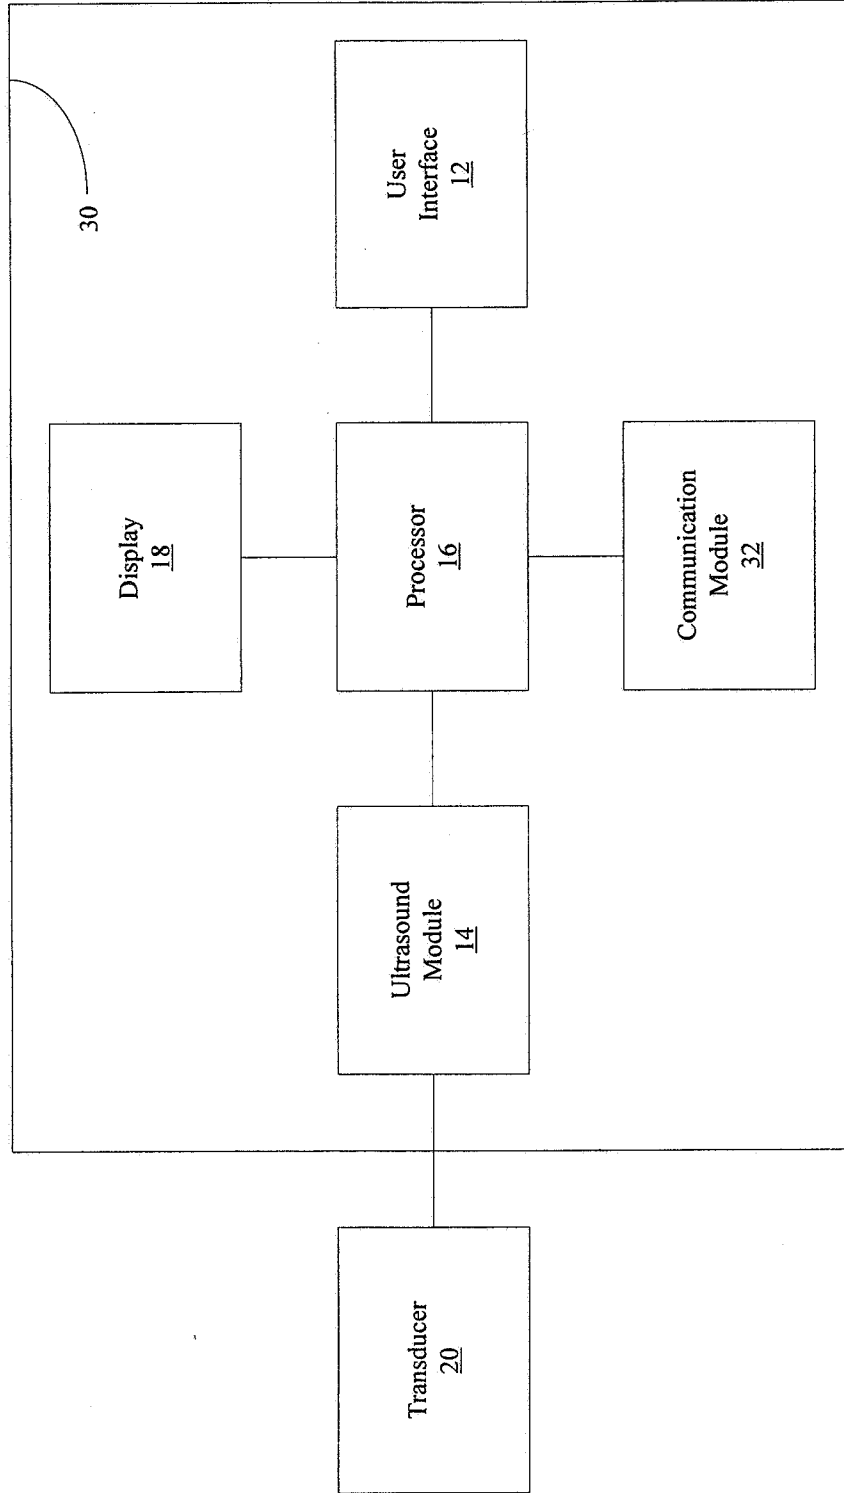 30
Display
18
User
Interface
12
Processor
16
Communication
Module
32
Ultrasound
Module
14
Transducer
20